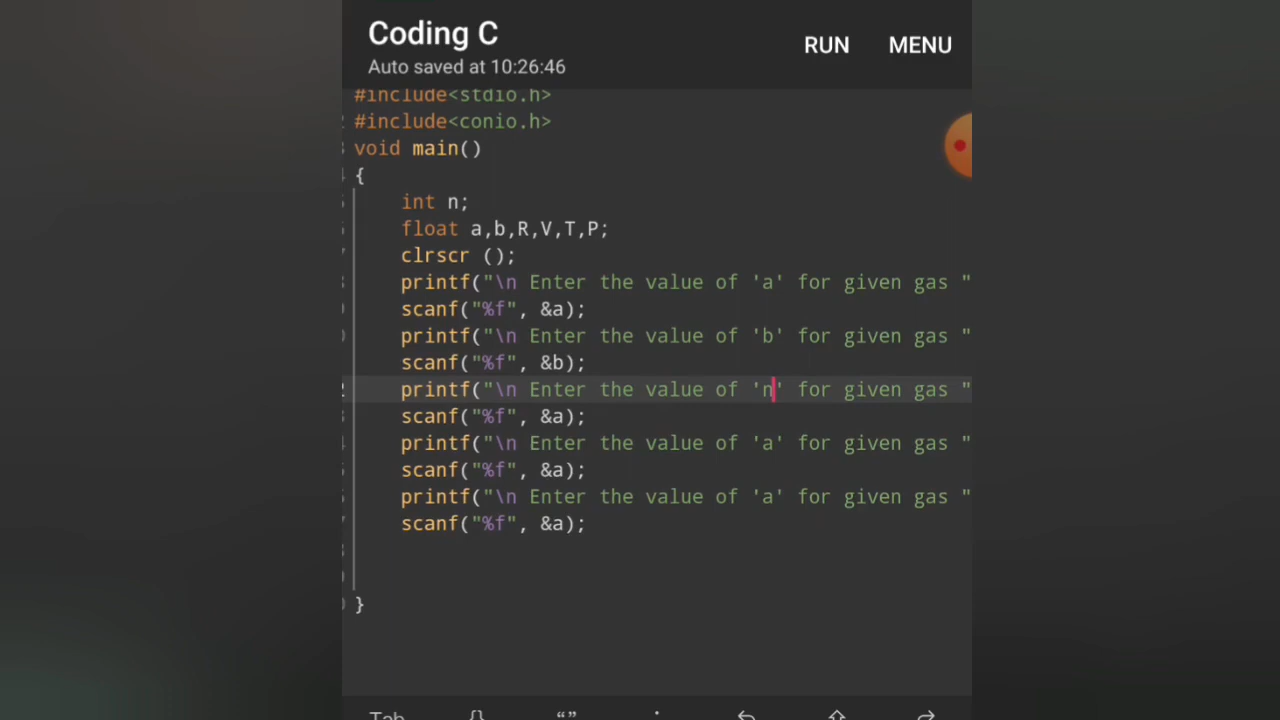 Coding C
RUN MENU
Auto saved at 10:26:46
#include<stdio.h>
#include<conio.h>
void main()
{
int n;
float a,b,R,V,T,P;
clrscr ();
printf("\n Enter the value of 'a' for given gas "
scanf("%f", &a);
printf("\n Enter the value of 'b' for given gas "
scanf("%f", &b);
printf("\n Enter the value of 'n' for given gas "
scanf("%f", &a);
printf("\n Enter the value of 'a' for given gas "
scanf("%f", &a);
printf("\n Enter the value of 'a' for given gas "
scanf("%f", &a);
}
Tab {} “” :